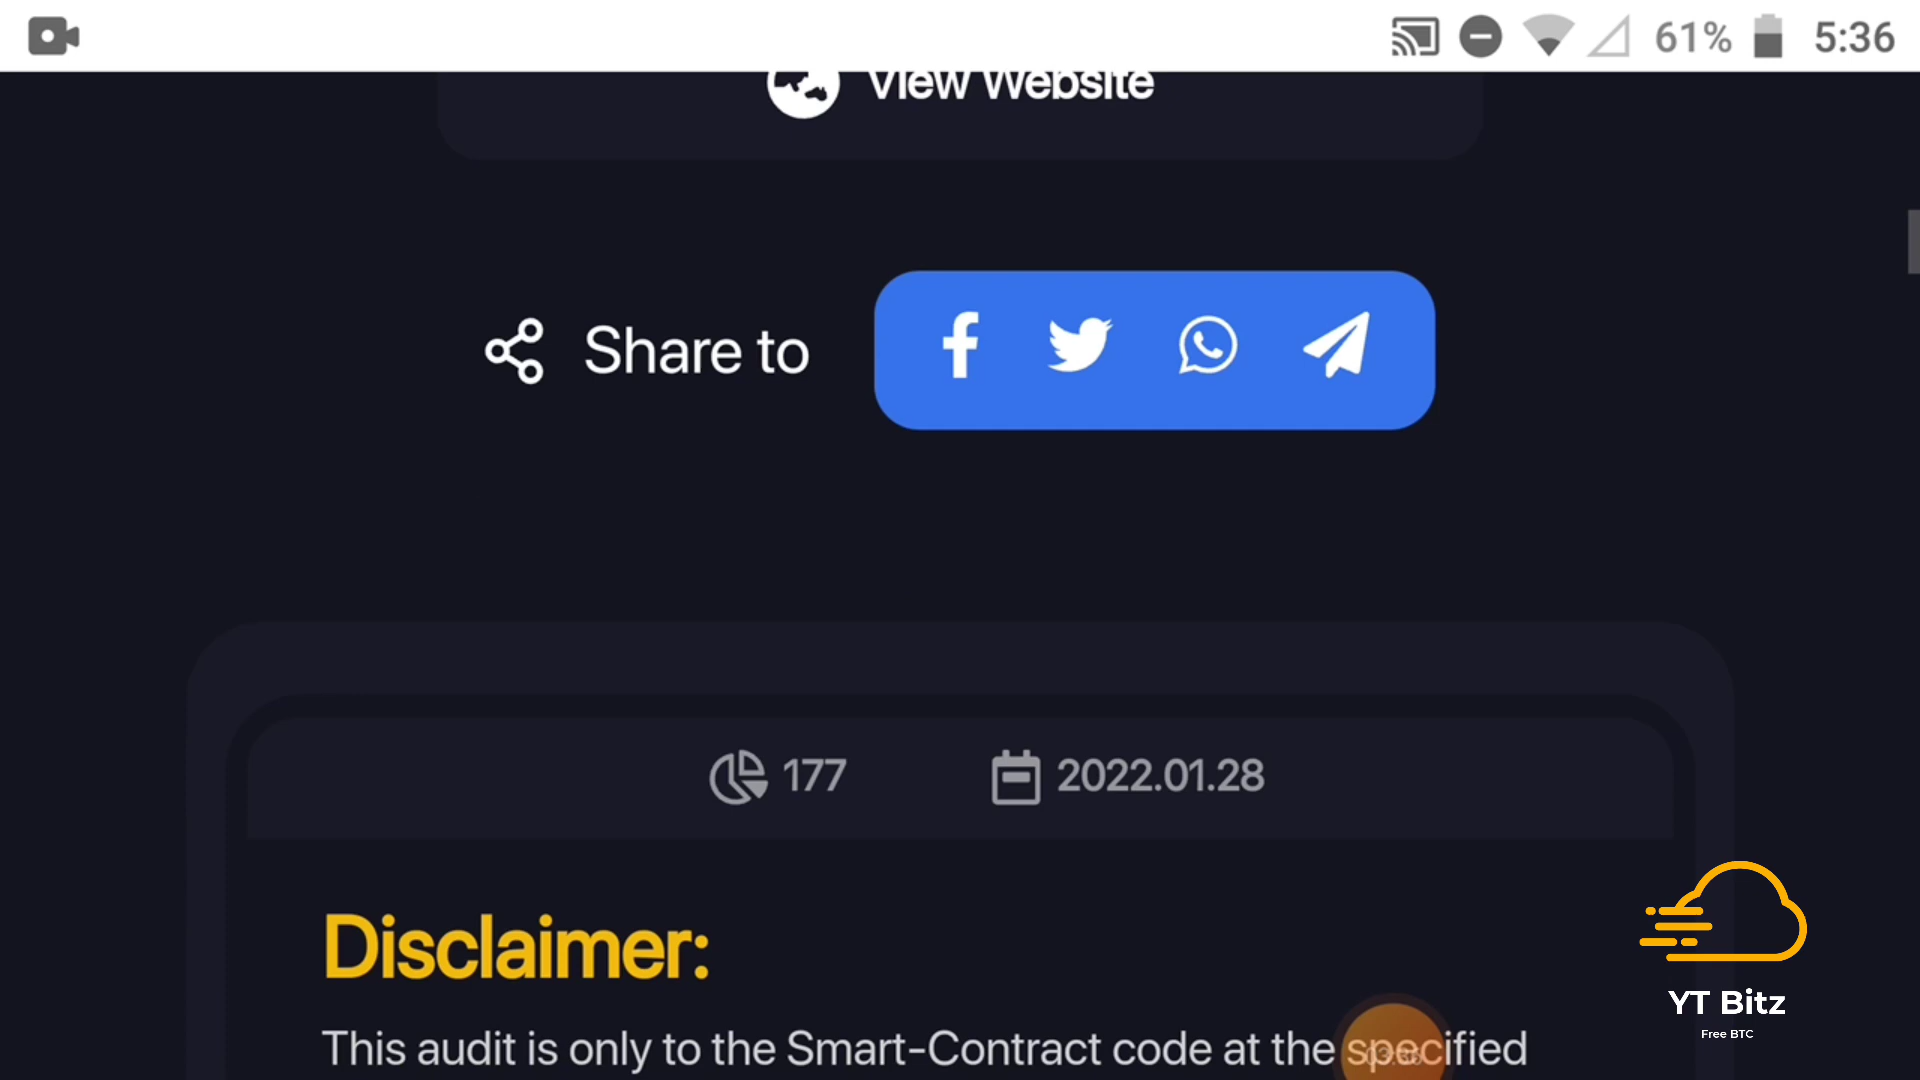 61% 5:36
View Website
Share to
177 2022.01.28
Disclaimer:
This audit is only to the Smart-Contract code at the specified
YT Bitz
Free BTC